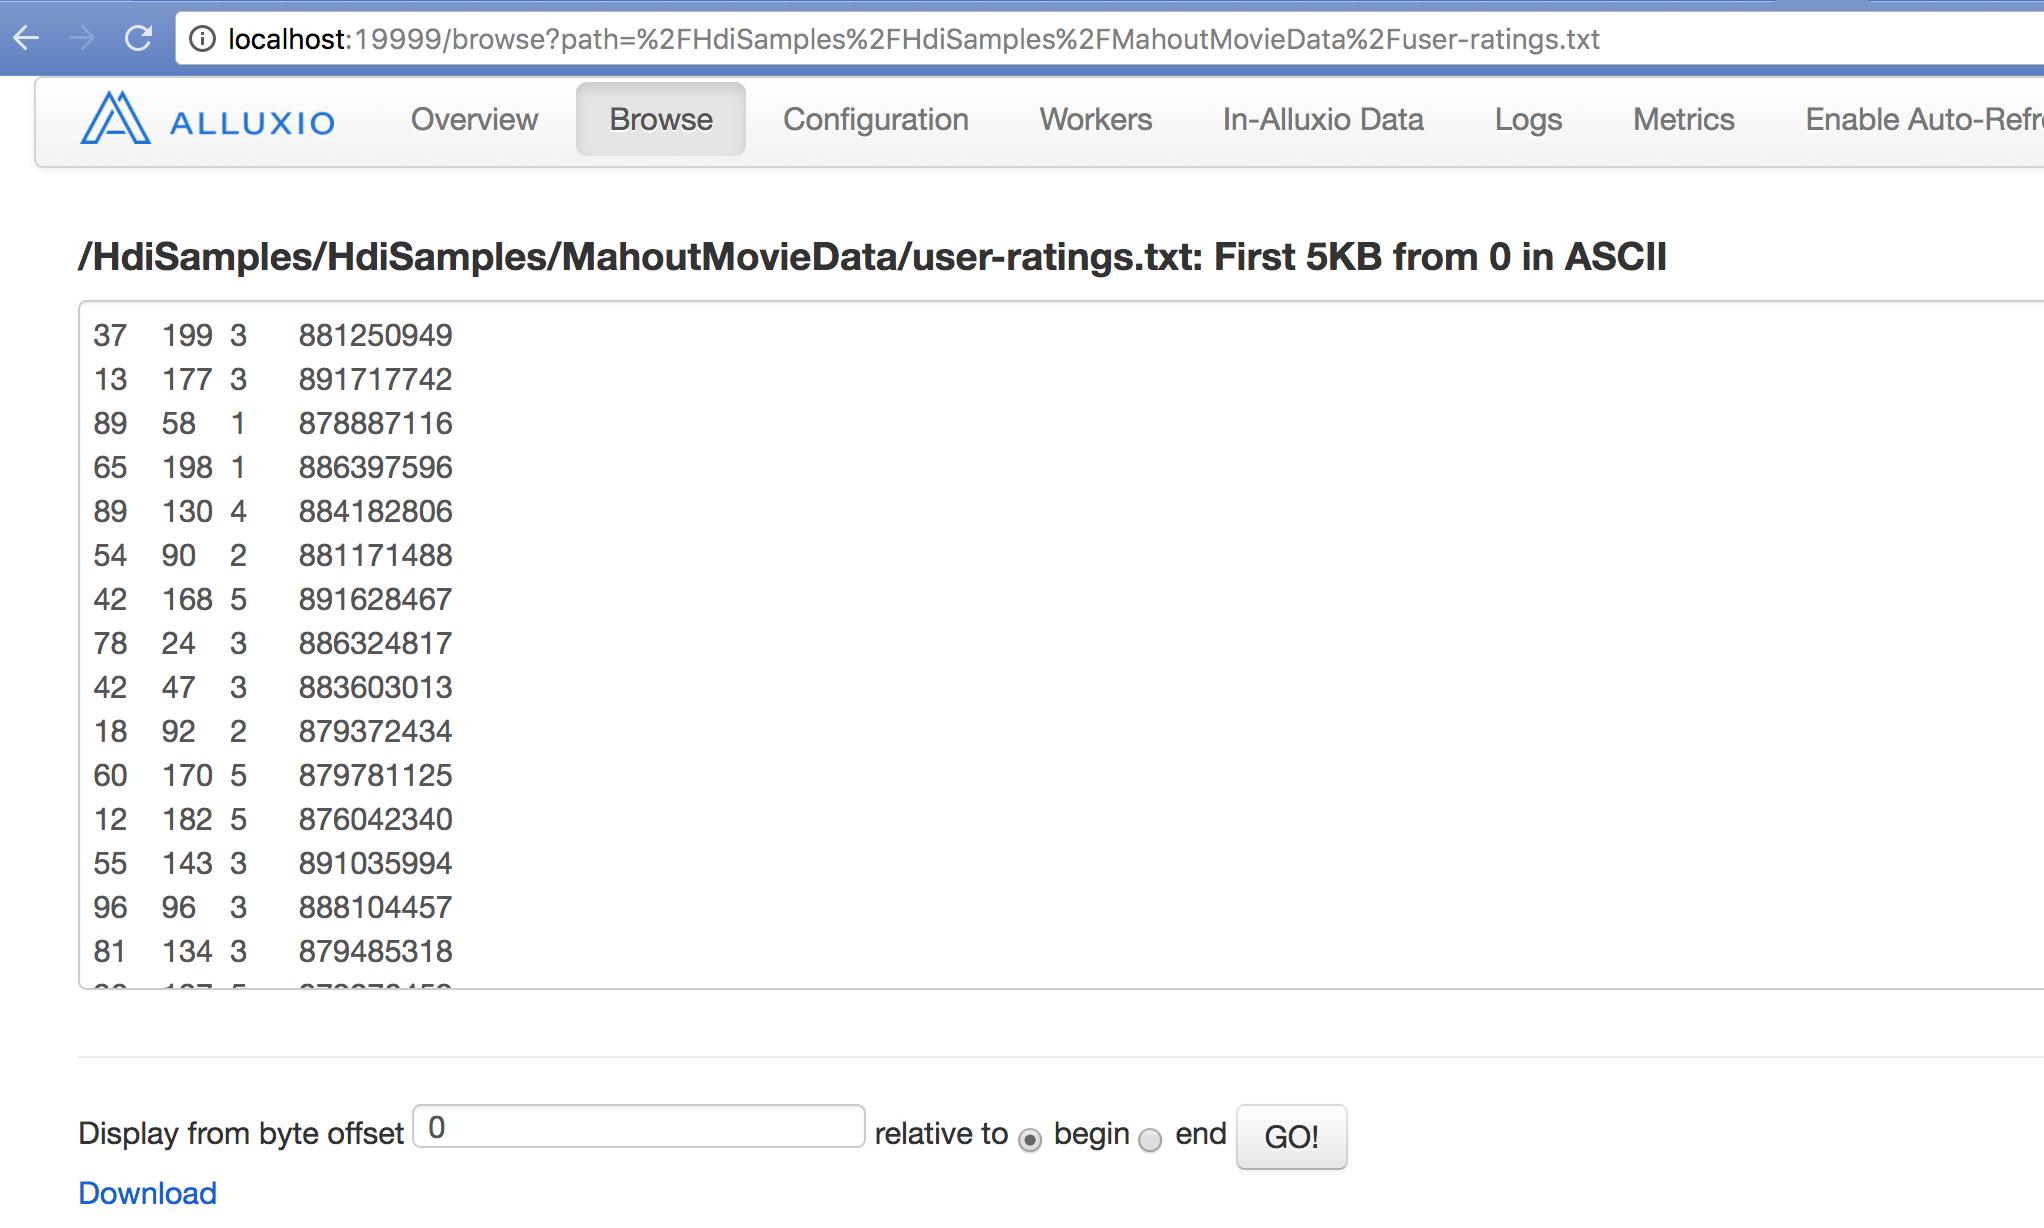 localhost:19999/browse?path=%2FHdiSamples%2FHdiSamples%2FMahoutMovieData%2Fuser-ratings.txt
ALLUXIO Overview Browse Configuration Workers In-Alluxio Data Logs Metrics Enable
/HdiSamples/HdiSamples/MahoutMovieData/user-ratings.txt: First 5KB from 0 in ASCII
37 199 3 881250949
13 177 3 891717742
89 58 1 878887116
65 198 1 886397596
89 130 4 884182806
54 90 2 881171488
42 168 5 891628467
78 24 3 886324817
42 47 3 883603013
18 92 2 879372434
60 170 5 879781125
12 182 5 876042340
55 143 3 891035994
96 96 3 888104457
81 134 3 879485318
Display from byte offset 0 relative to begin end GO!
Download